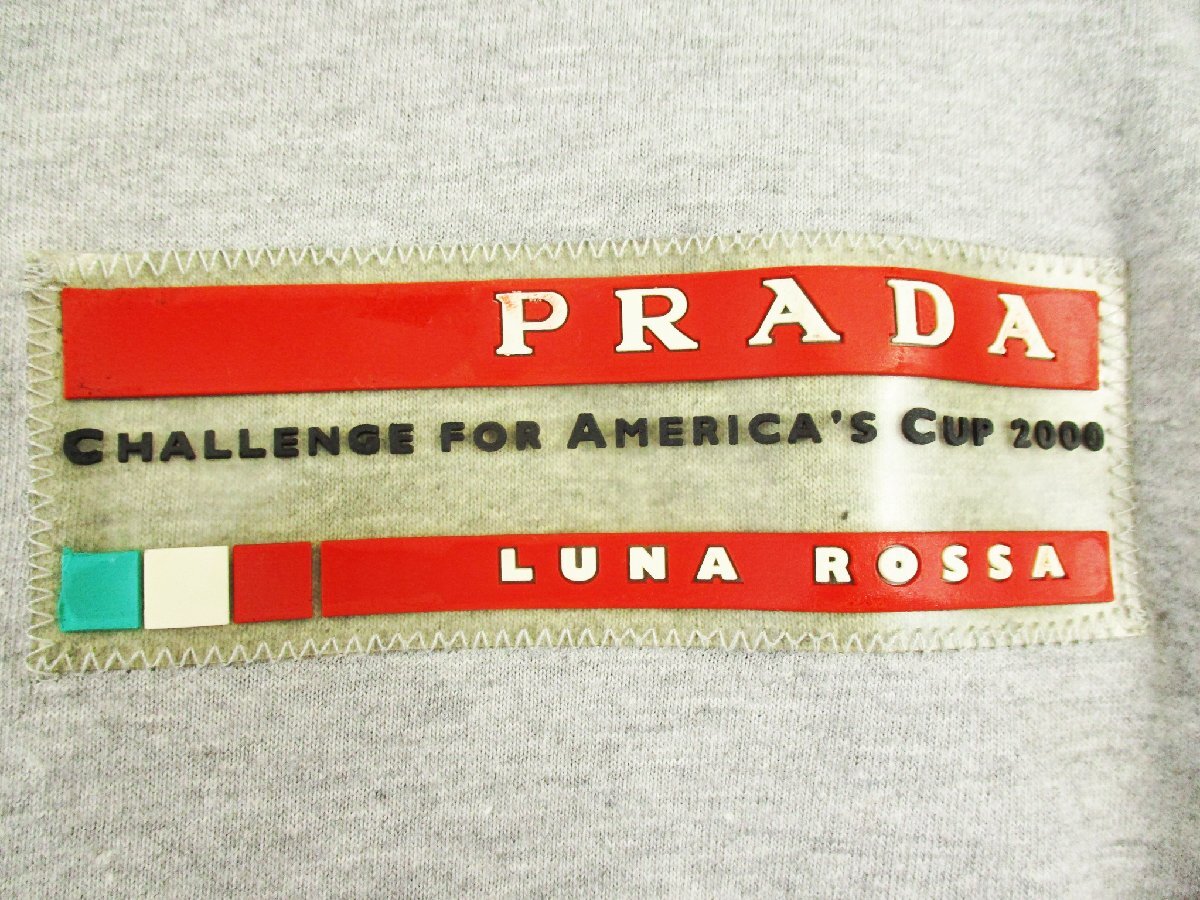 PRADA
CHALLENGE FOR AMERICA'S CUP 2000
LUNA ROSSA